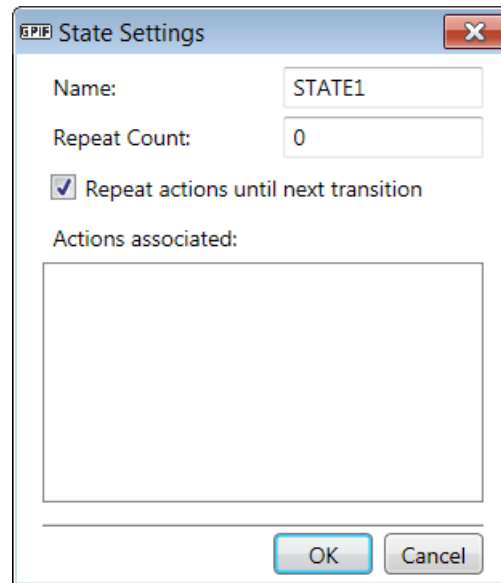 GPIF State Settings
Name: STATE1
Repeat Count: 0
Repeat actions until next transition
Actions associated:
OK Cancel